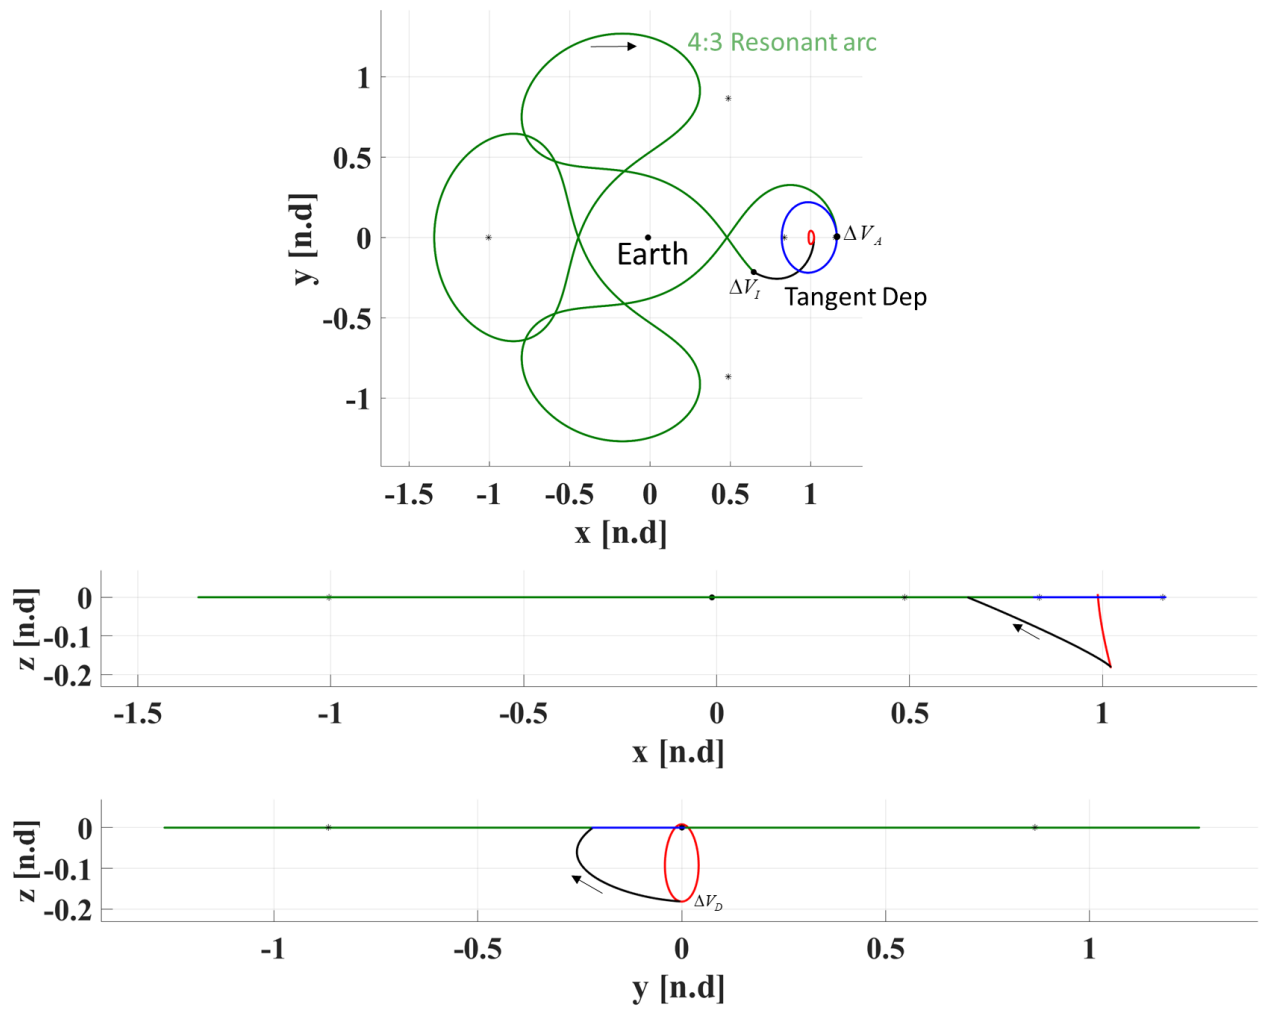 4:3 Resonant arc
1
0.5
0
-0.5
-1
y [n.d]
Earth
ΔV_A
ΔV_I
Tangent Dep
-1.5 -1 -0.5 0 0.5 1
x [n.d]
0
-0.1
-0.2
z [n.d]
-1.5 -1 -0.5 0 0.5 1
x [n.d]
0
-0.1
-0.2
z [n.d]
ΔV_D
-1 -0.5 0 0.5 1
y [n.d]